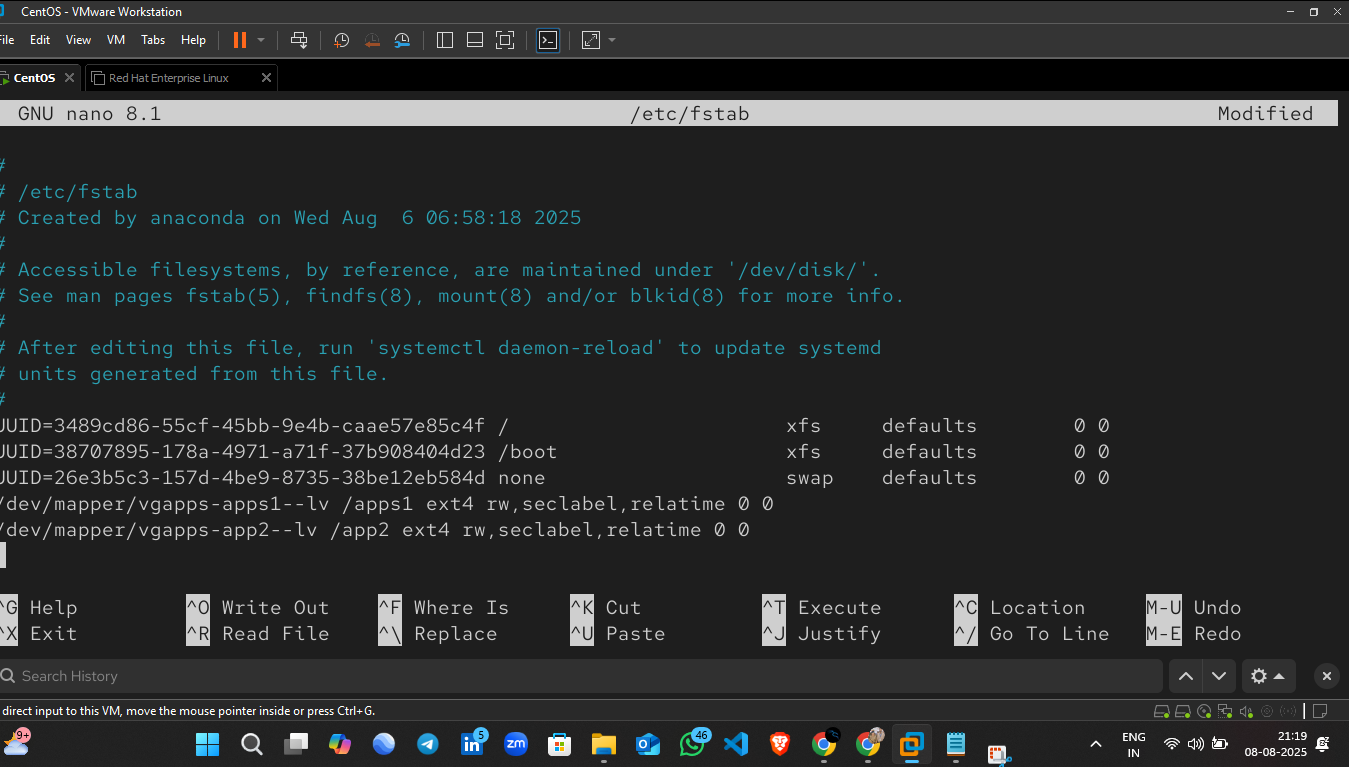 CentOS - VMware Workstation
File Edit View VM Tabs Help
CentOS Red Hat Enterprise Linux
GNU nano 8.1 /etc/fstab Modified
#
# /etc/fstab
# Created by anaconda on Wed Aug  6 06:58:18 2025
#
# Accessible filesystems, by reference, are maintained under '/dev/disk/'.
# See man pages fstab(5), findfs(8), mount(8) and/or blkid(8) for more info.
#
# After editing this file, run 'systemctl daemon-reload' to update systemd
# units generated from this file.
#
UUID=3489cd86-55cf-45bb-9e4b-caae57e85c4f / xfs defaults 0 0
UUID=38707895-178a-4971-a71f-37b908404d23 /boot xfs defaults 0 0
UUID=26e3b5c3-157d-4be9-8735-38be12eb584d none swap defaults 0 0
/dev/mapper/vgapps-apps1--lv /apps1 ext4 rw,seclabel,relatime 0 0
/dev/mapper/vgapps-app2--lv /app2 ext4 rw,seclabel,relatime 0 0
^G Help ^O Write Out ^F Where Is ^K Cut ^T Execute ^C Location M-U Undo
^X Exit ^R Read File ^\ Replace ^U Paste ^J Justify ^/ Go To Line M-E Redo
Search History
direct input to this VM, move the mouse pointer inside or press Ctrl+G.
9+ in 5 zm 46 ENG 21:19
IN 08-08-2025